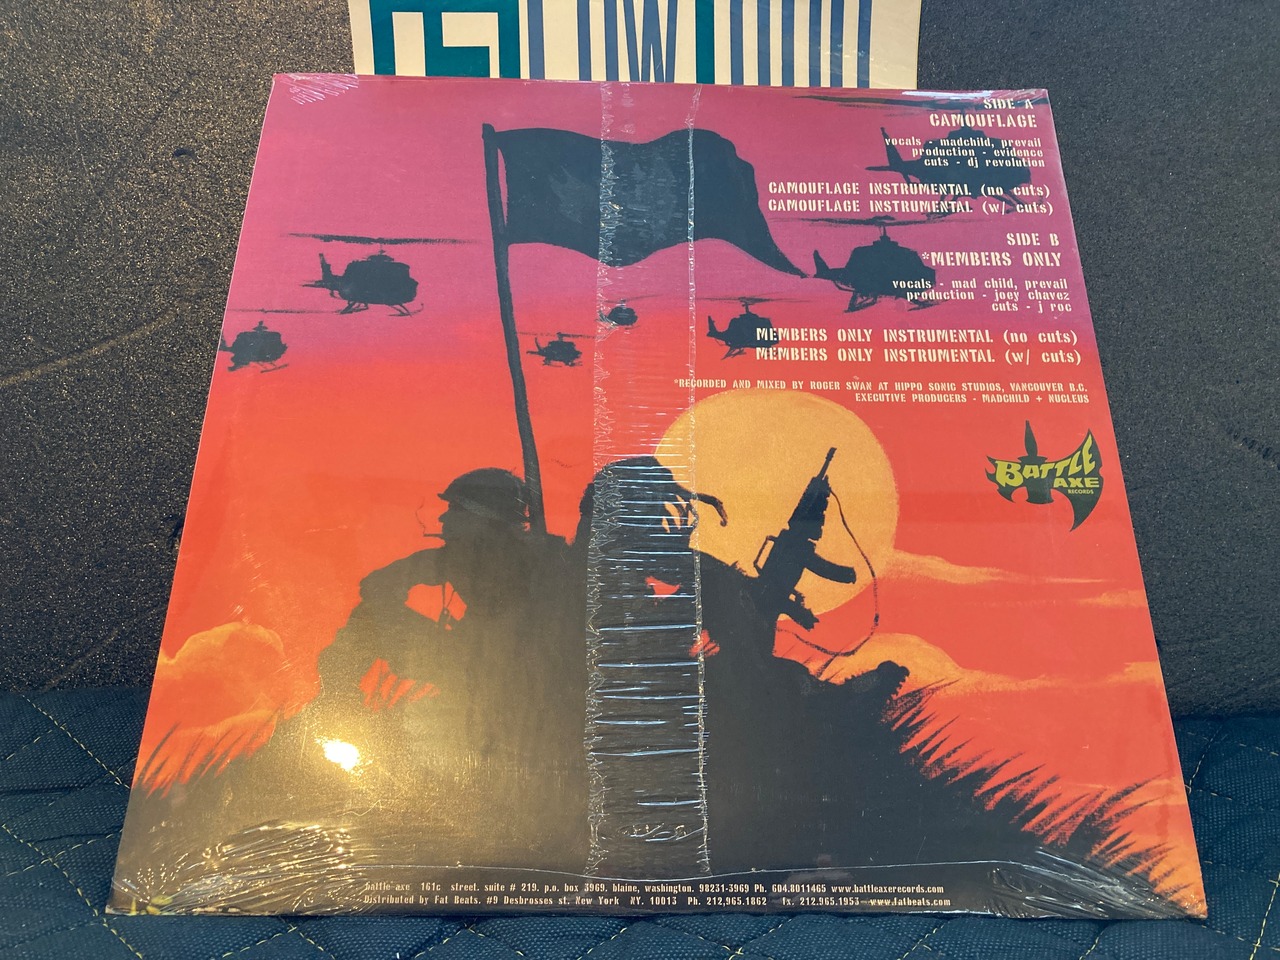 SIDE A
CAMOUFLAGE
vocals - madchild, prevail
production - evidence
cuts - dj revolution
CAMOUFLAGE INSTRUMENTAL (no cuts)
CAMOUFLAGE INSTRUMENTAL (w/ cuts)
SIDE B
*MEMBERS ONLY
vocals - mad child, prevail
production - joey chavez
cuts - j roc
MEMBERS ONLY INSTRUMENTAL (no cuts)
MEMBERS ONLY INSTRUMENTAL (w/ cuts)
*RECORDED AND MIXED BY ROGER SWAN AT HIPPO SONIC STUDIOS, VANCOUVER B.C.
EXECUTIVE PRODUCERS - MADCHILD + NUCLEUS
BATTLE
AXE
RECORDS
battle axe 161c street. suite # 219. p.o. box 3969. blaine, washington. 98231-3969 Ph. 604.8011465 www.battleaxerecords.com
Distributed by Fat Beats. #9 Desbrosses st. New York NY. 10013 Ph. 212.965.1862 fx. 212.965.1953 www.fatbeats.com